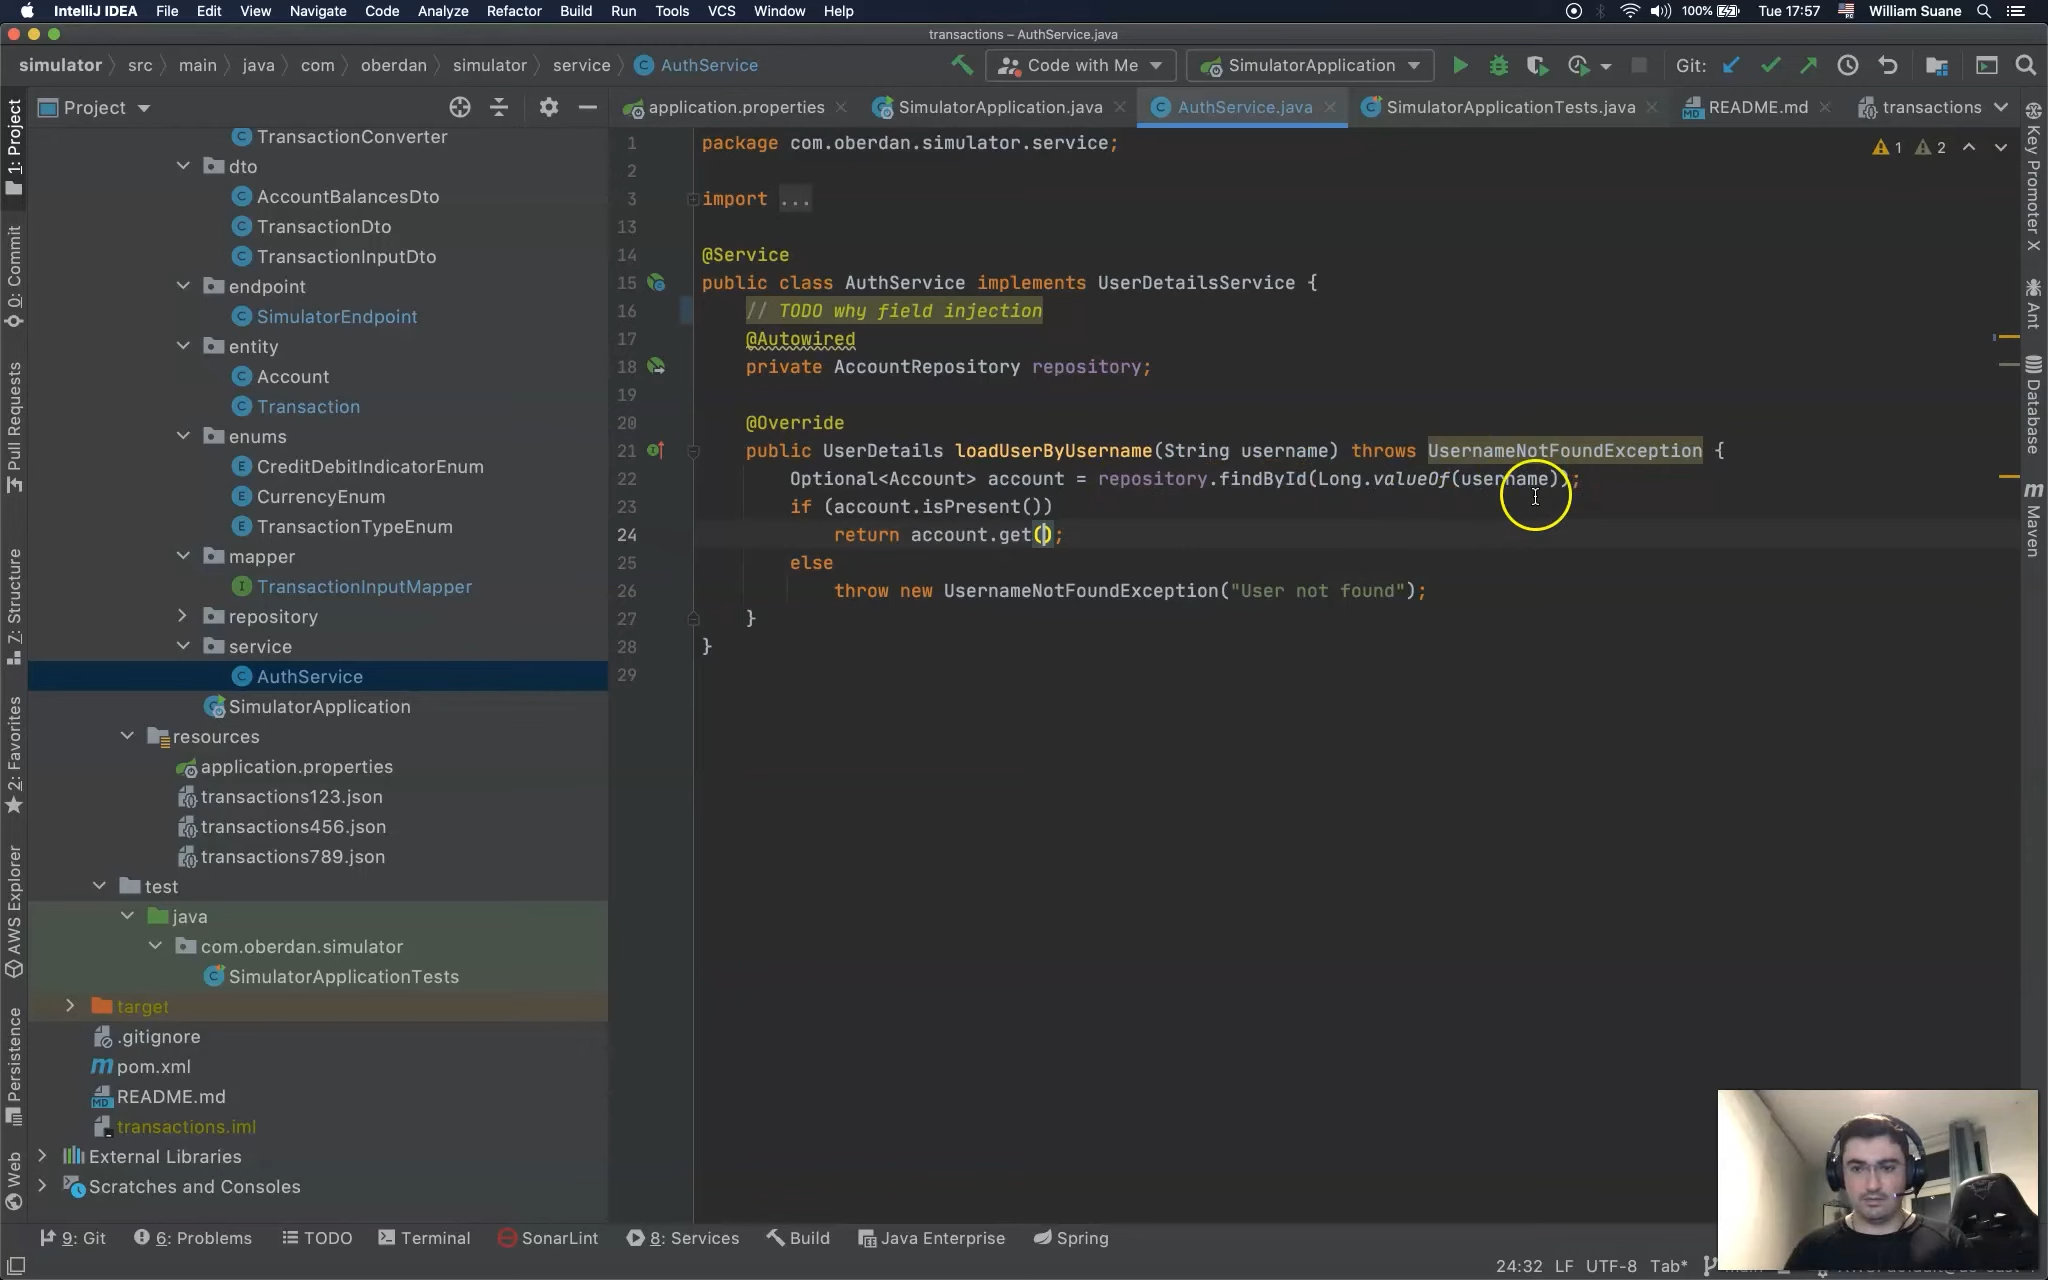 IntelliJ IDEA File Edit View Navigate Code Analyze Refactor Build Run Tools VCS Window Help 100% Tue 17:57 William Suane
transactions – AuthService.java
simulator src main java com oberdan simulator service AuthService Code with Me SimulatorApplication Git:
Project
application.properties SimulatorApplication.java AuthService.java SimulatorApplicationTests.java README.md transactions
1: Project
0: Commit
Pull Requests
7: Structure
2: Favorites
AWS Explorer
Persistence
Web
TransactionConverter
dto
AccountBalancesDto
TransactionDto
TransactionInputDto
endpoint
SimulatorEndpoint
entity
Account
Transaction
enums
CreditDebitIndicatorEnum
CurrencyEnum
TransactionTypeEnum
mapper
TransactionInputMapper
repository
service
AuthService
SimulatorApplication
resources
application.properties
transactions123.json
transactions456.json
transactions789.json
test
java
com.oberdan.simulator
SimulatorApplicationTests
target
.gitignore
pom.xml
README.md
transactions.iml
External Libraries
Scratches and Consoles
1 package com.oberdan.simulator.service;
2
3 import ...
13
14 @Service
15 public class AuthService implements UserDetailsService {
16 // TODO why field injection
17 @Autowired
18 private AccountRepository repository;
19
20 @Override
21 public UserDetails loadUserByUsername(String username) throws UsernameNotFoundException {
22 Optional<Account> account = repository.findById(Long.valueOf(username));
23 if (account.isPresent())
24 return account.get();
25 else
26 throw new UsernameNotFoundException("User not found");
27 }
28 }
29
1 2
Key Promoter X
Ant
Database
Maven
9: Git 6: Problems TODO Terminal SonarLint 8: Services Build Java Enterprise Spring
24:32 LF UTF-8 Tab*